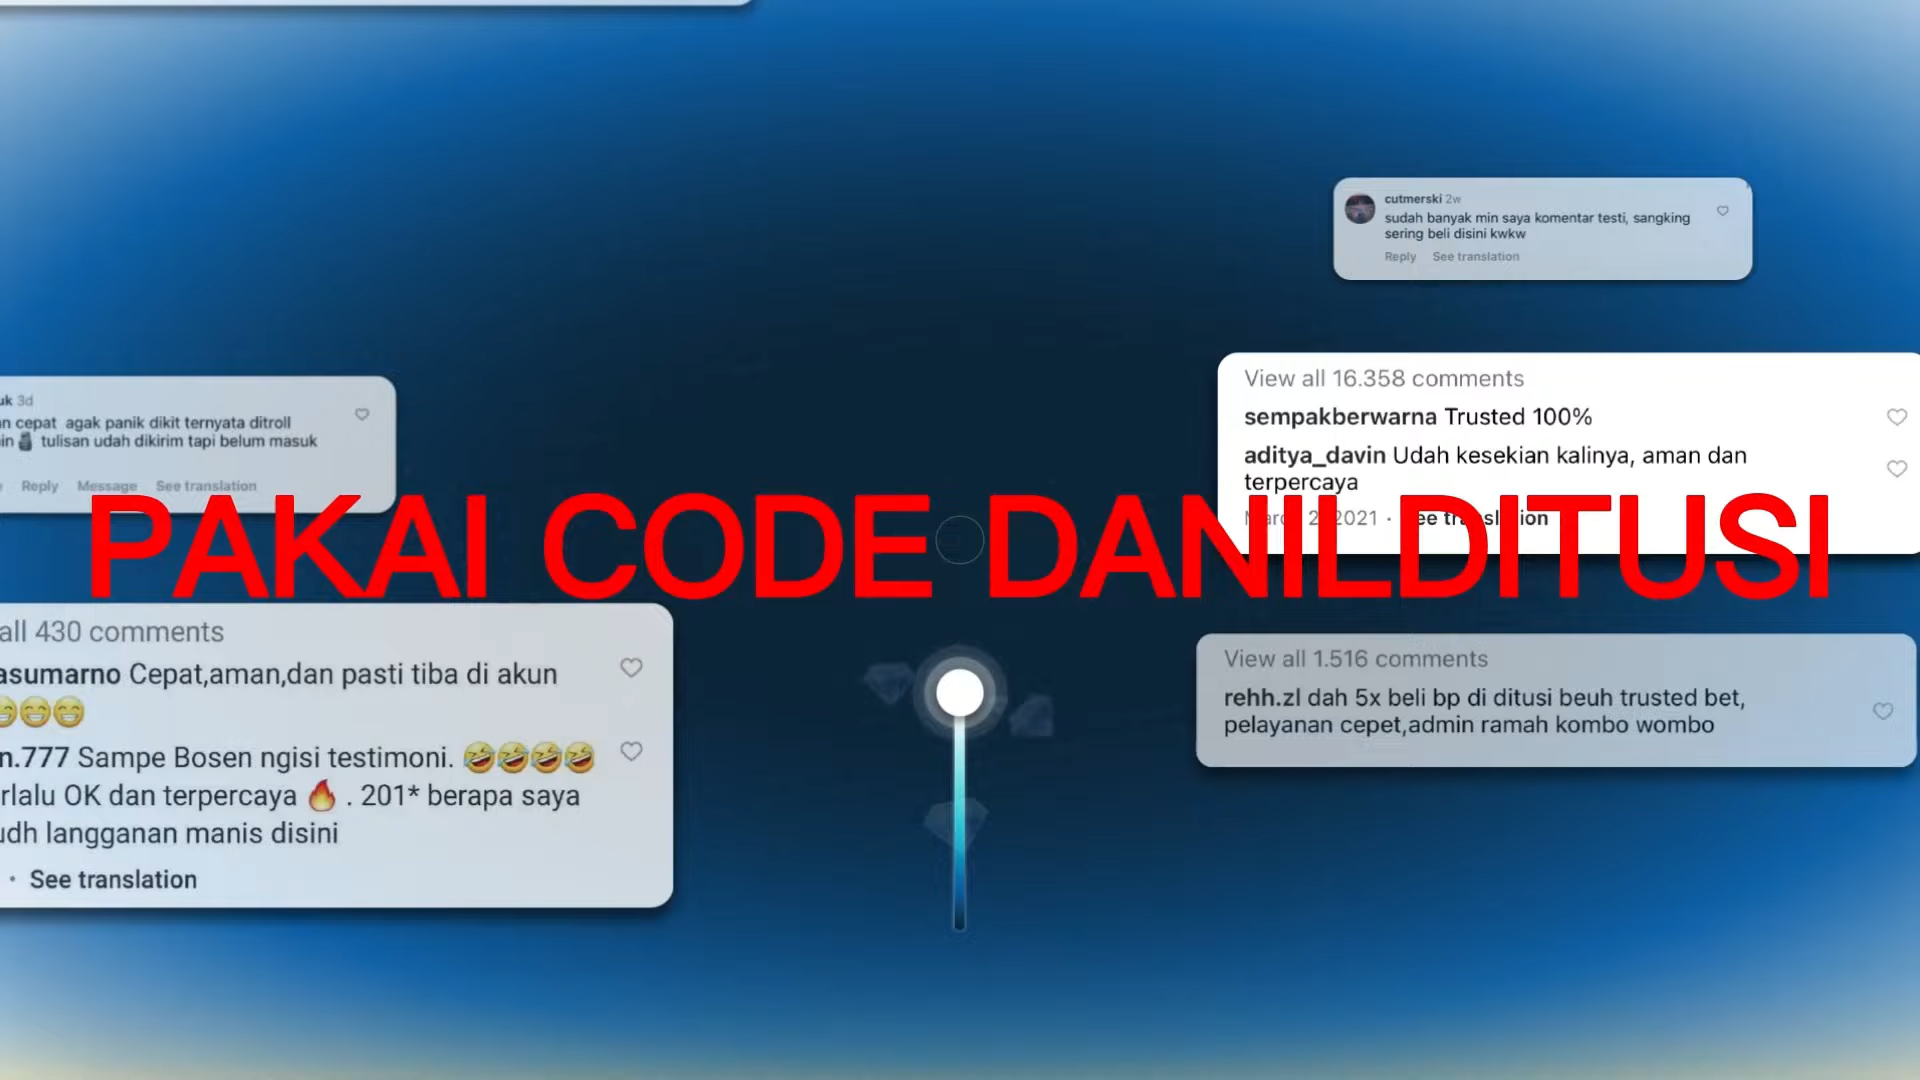 cutmerski 2w
sudah banyak min saya komentar testi, sangking
sering beli disini kwkw
Reply See translation
uk 3d
n cepat agak panik dikit ternyata ditroll
in tulisan udah dikirim tapi belum masuk
Reply Message See translation
View all 16.358 comments
sempakberwarna Trusted 100%
aditya_davin Udah kesekian kalinya, aman dan
terpercaya
2021 · See translation
PAKAI CODE DANILDITUSI
all 430 comments
asumarno Cepat,aman,dan pasti tiba di akun
😁😁😁
n.777 Sampe Bosen ngisi testimoni. 🤣🤣🤣🤣
rlalu OK dan terpercaya 🔥 . 201* berapa saya
udh langganan manis disini
· See translation
View all 1.516 comments
rehh.zl dah 5x beli bp di ditusi beuh trusted bet,
pelayanan cepet,admin ramah kombo wombo